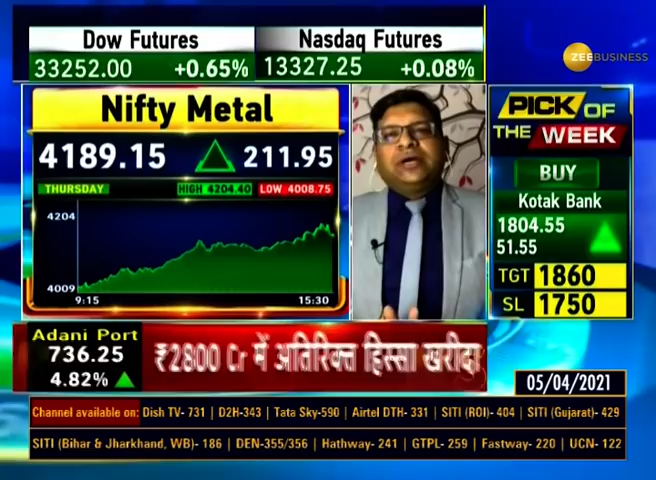 Dow Futures
33252.00 +0.65%
Nasdaq Futures
13327.25 +0.08%
ZEE BUSINESS
Nifty Metal
4189.15 211.95
THURSDAY HIGH 4204.40 LOW 4008.75
4204
4009
9:15 15:30
PICK OF
THE WEEK
BUY
Kotak Bank
1804.55
51.55
TGT 1860
SL 1750
Adani Port
736.25
4.82%
₹2800 Cr में अतिरिक्त हिस्सा खरीदा
05/04/2021
Channel available on: Dish TV- 731 | D2H-343 | Tata Sky-590 | Airtel DTH- 331 | SITI (ROI)- 404 | SITI (Gujarat)- 429
SITI (Bihar & Jharkhand, WB)- 186 | DEN-355/356 | Hathway- 241 | GTPL- 259 | Fastway- 220 | UCN- 122